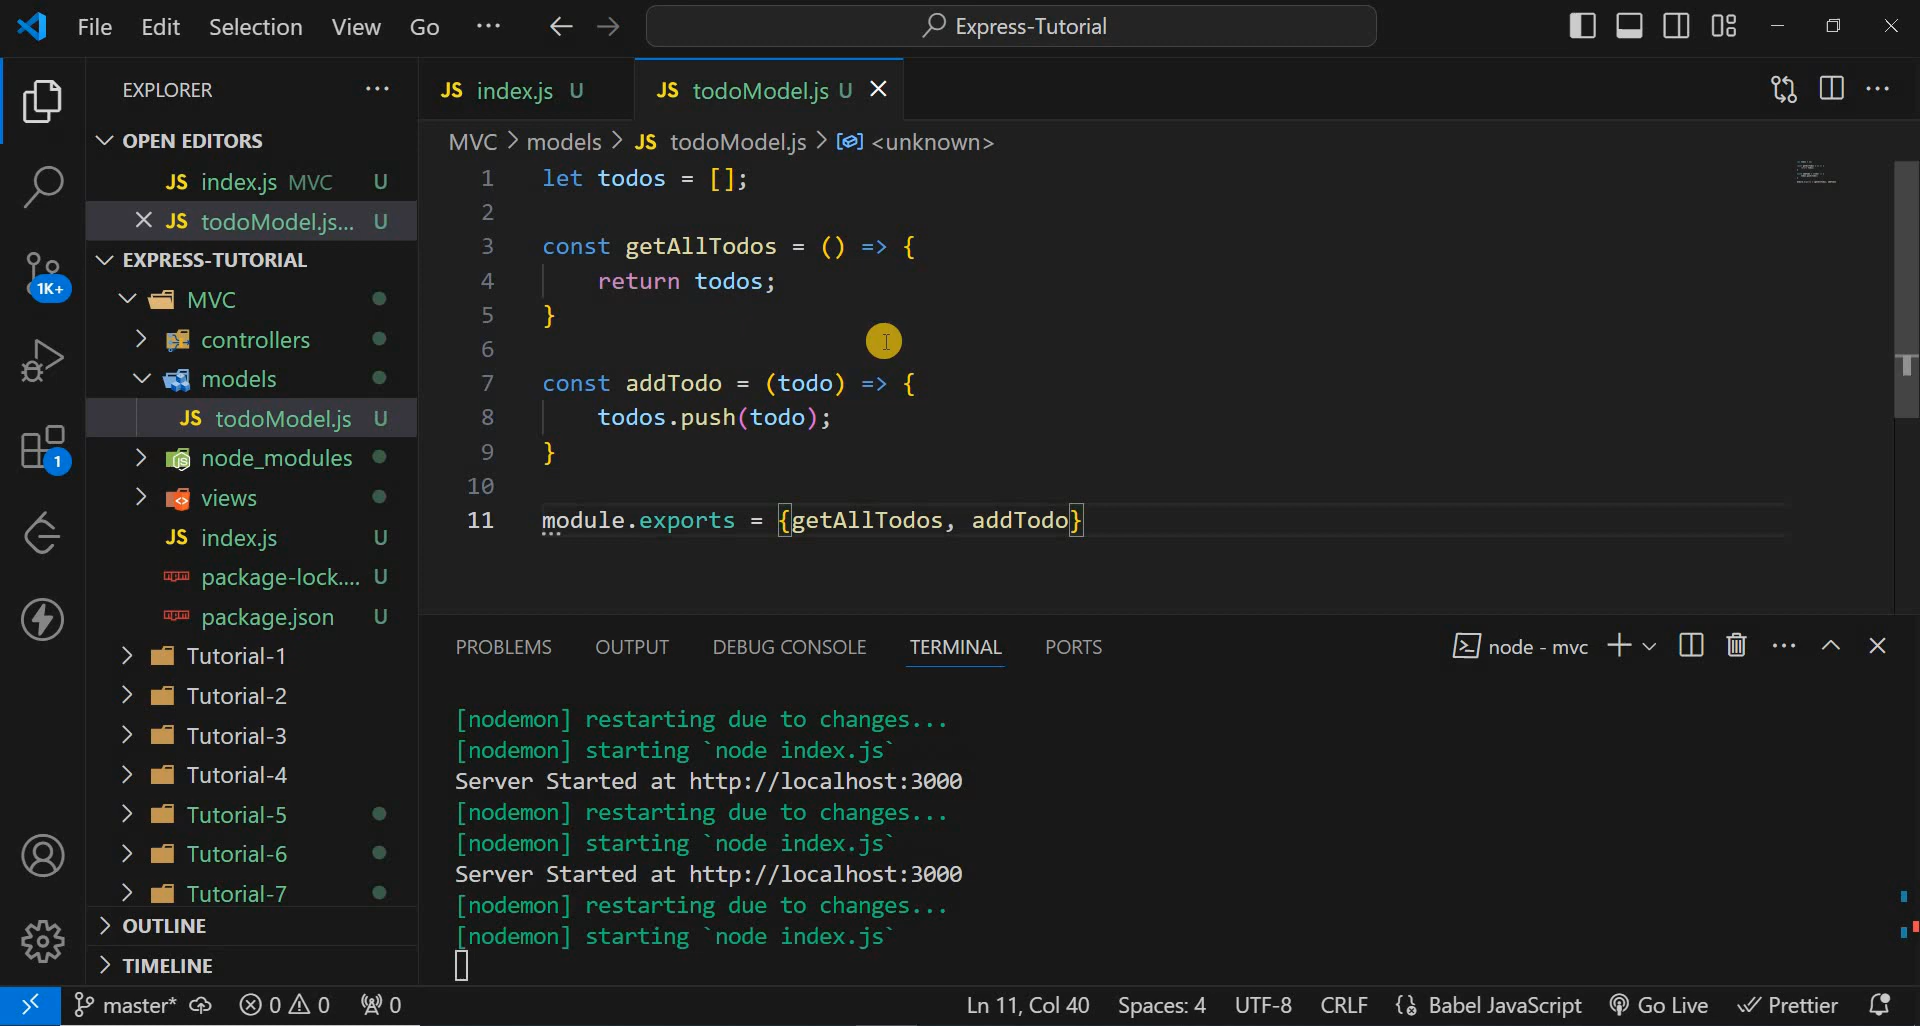 File Edit Selection View Go ··· Express-Tutorial
EXPLORER ···
JS index.js U
JS todoModel.js U
OPEN EDITORS
MVC > models > JS todoModel.js > <unknown>
JS index.js MVC U
JS todoModel.js... U
EXPRESS-TUTORIAL
1K+
MVC
controllers
models
JS todoModel.js U
1
node_modules
views
JS index.js U
package-lock.... U
package.json U
Tutorial-1
Tutorial-2
Tutorial-3
Tutorial-4
Tutorial-5
Tutorial-6
Tutorial-7
OUTLINE
TIMELINE
1 let todos = [];
2
3 const getAllTodos = () => {
4 return todos;
5 }
6
7 const addTodo = (todo) => {
8 todos.push(todo);
9 }
10
11 module.exports = {getAllTodos, addTodo}
PROBLEMS OUTPUT DEBUG CONSOLE TERMINAL PORTS node - mvc
[nodemon] restarting due to changes...
[nodemon] starting `node index.js`
Server Started at http://localhost:3000
[nodemon] restarting due to changes...
[nodemon] starting `node index.js`
Server Started at http://localhost:3000
[nodemon] restarting due to changes...
[nodemon] starting `node index.js`
master* 0 0 0 Ln 11, Col 40 Spaces: 4 UTF-8 CRLF {} Babel JavaScript Go Live Prettier